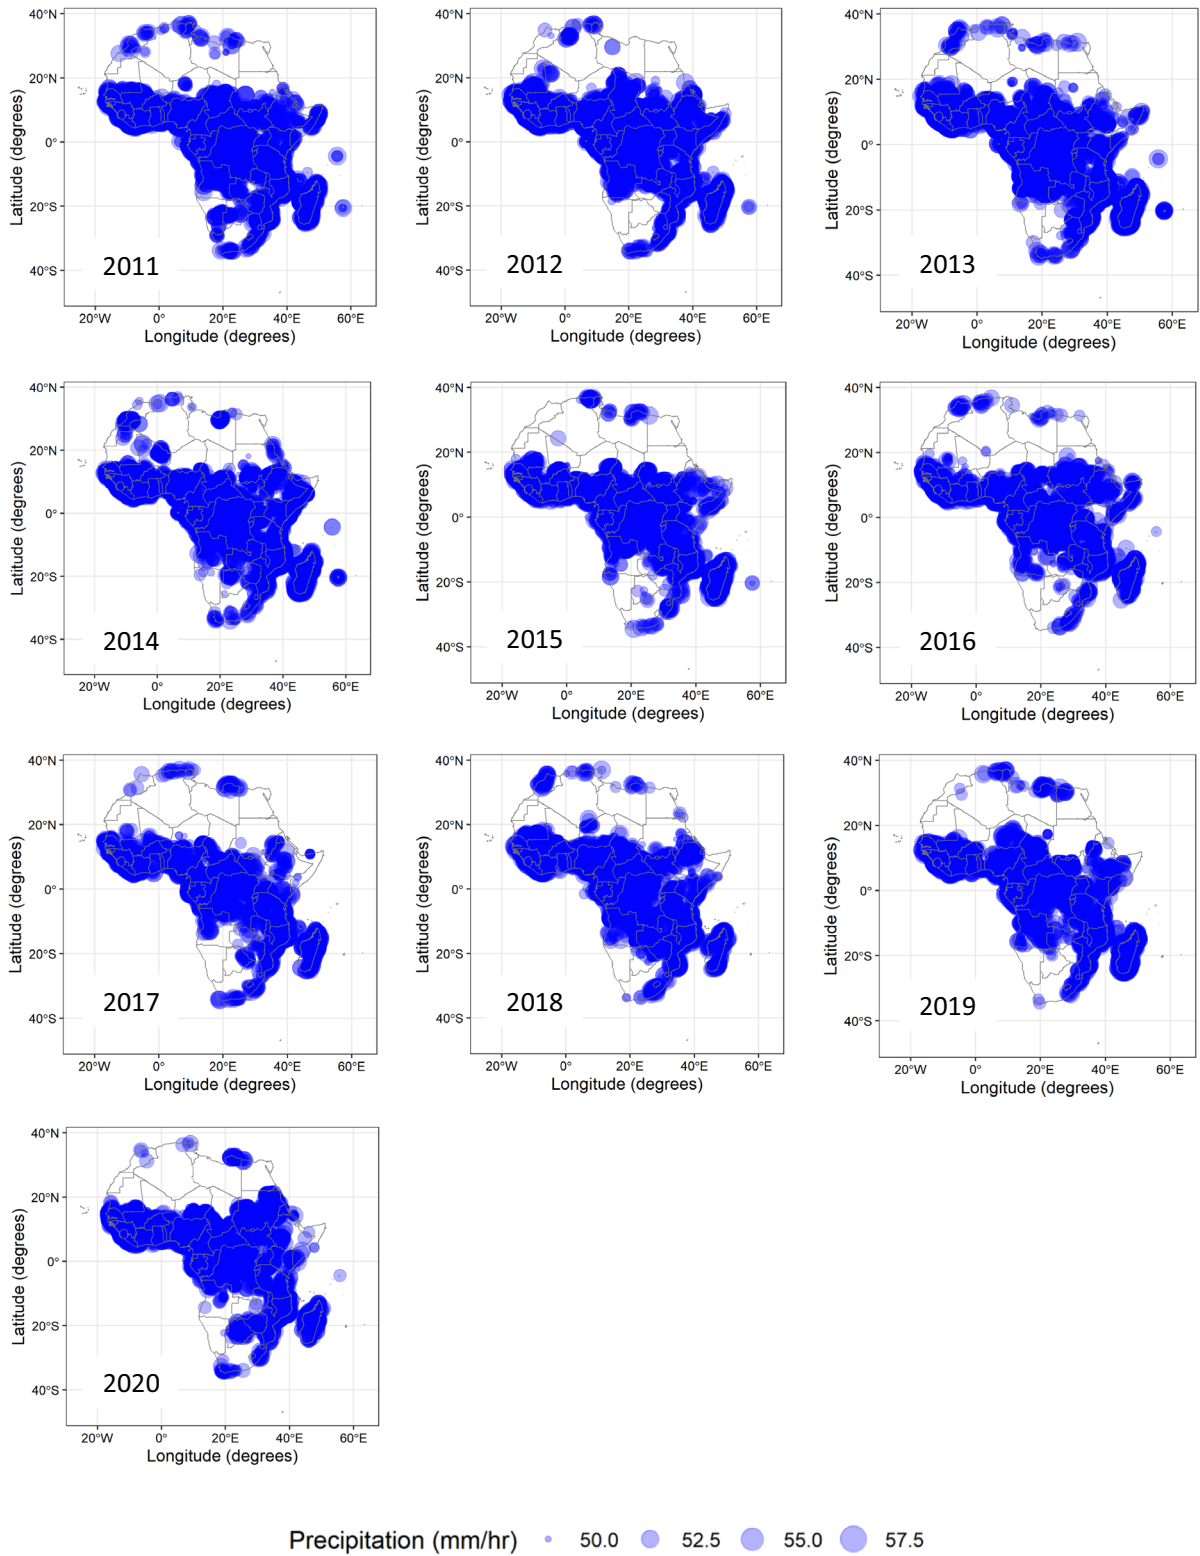 40°N
20°N
0°
20°S
40°S
Latitude (degrees)
2011
20°W 0° 20°E 40°E 60°E
Longitude (degrees)
40°N
20°N
0°
20°S
40°S
Latitude (degrees)
2012
20°W 0° 20°E 40°E 60°E
Longitude (degrees)
40°N
20°N
0°
20°S
40°S
Latitude (degrees)
2013
20°W 0° 20°E 40°E 60°E
Longitude (degrees)
40°N
20°N
0°
20°S
40°S
Latitude (degrees)
2014
20°W 0° 20°E 40°E 60°E
Longitude (degrees)
40°N
20°N
0°
20°S
40°S
Latitude (degrees)
2015
20°W 0° 20°E 40°E 60°E
Longitude (degrees)
40°N
20°N
0°
20°S
40°S
Latitude (degrees)
2016
20°W 0° 20°E 40°E 60°E
Longitude (degrees)
40°N
20°N
0°
20°S
40°S
Latitude (degrees)
2017
20°W 0° 20°E 40°E 60°E
Longitude (degrees)
40°N
20°N
0°
20°S
40°S
Latitude (degrees)
2018
20°W 0° 20°E 40°E 60°E
Longitude (degrees)
40°N
20°N
0°
20°S
40°S
Latitude (degrees)
2019
20°W 0° 20°E 40°E 60°E
Longitude (degrees)
40°N
20°N
0°
20°S
40°S
Latitude (degrees)
2020
20°W 0° 20°E 40°E 60°E
Longitude (degrees)
Precipitation (mm/hr) 50.0 52.5 55.0 57.5